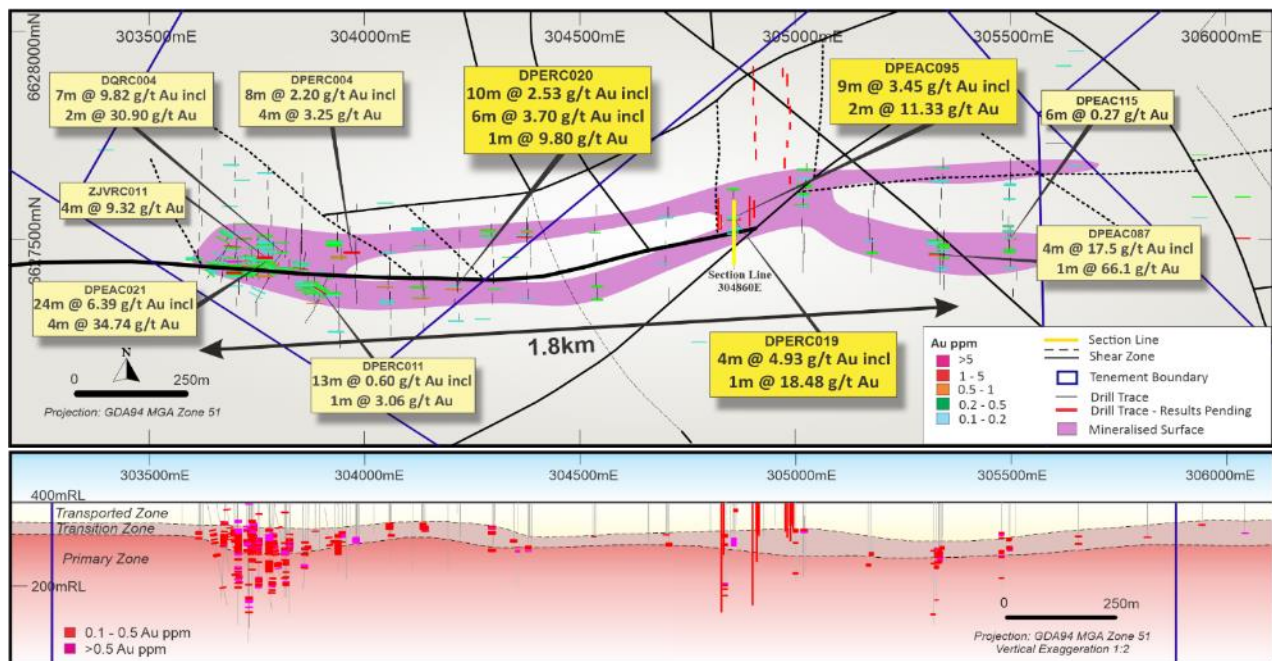 303500mE
304000mE
304500mE
305000mE
305500mE
306000mE
6628000mN
6627500mN
DQRC004
7m @ 9.82 g/t Au incl
2m @ 30.90 g/t Au
DPERC004
8m @ 2.20 g/t Au incl
4m @ 3.25 g/t Au
DPERC020
10m @ 2.53 g/t Au incl
6m @ 3.70 g/t Au incl
1m @ 9.80 g/t Au
DPEAC095
9m @ 3.45 g/t Au incl
2m @ 11.33 g/t Au
DPEAC115
6m @ 0.27 g/t Au
ZJVRC011
4m @ 9.32 g/t Au
DPEAC087
4m @ 17.5 g/t Au incl
1m @ 66.1 g/t Au
Section Line
304860E
DPEAC021
24m @ 6.39 g/t Au incl
4m @ 34.74 g/t Au
1.8km
DPERC011
13m @ 0.60 g/t Au incl
1m @ 3.06 g/t Au
DPERC019
4m @ 4.93 g/t Au incl
1m @ 18.48 g/t Au
N
0 250m
Projection: GDA94 MGA Zone 51
Au ppm
>5
1 - 5
0.5 - 1
0.2 - 0.5
0.1 - 0.2
Section Line
Shear Zone
Tenement Boundary
Drill Trace
Drill Trace - Results Pending
Mineralised Surface
303500mE
304000mE
304500mE
305000mE
305500mE
306000mE
400mRL
Transported Zone
Transition Zone
Primary Zone
200mRL
0.1 - 0.5 Au ppm
>0.5 Au ppm
0 250m
Projection: GDA94 MGA Zone 51
Vertical Exaggeration 1:2